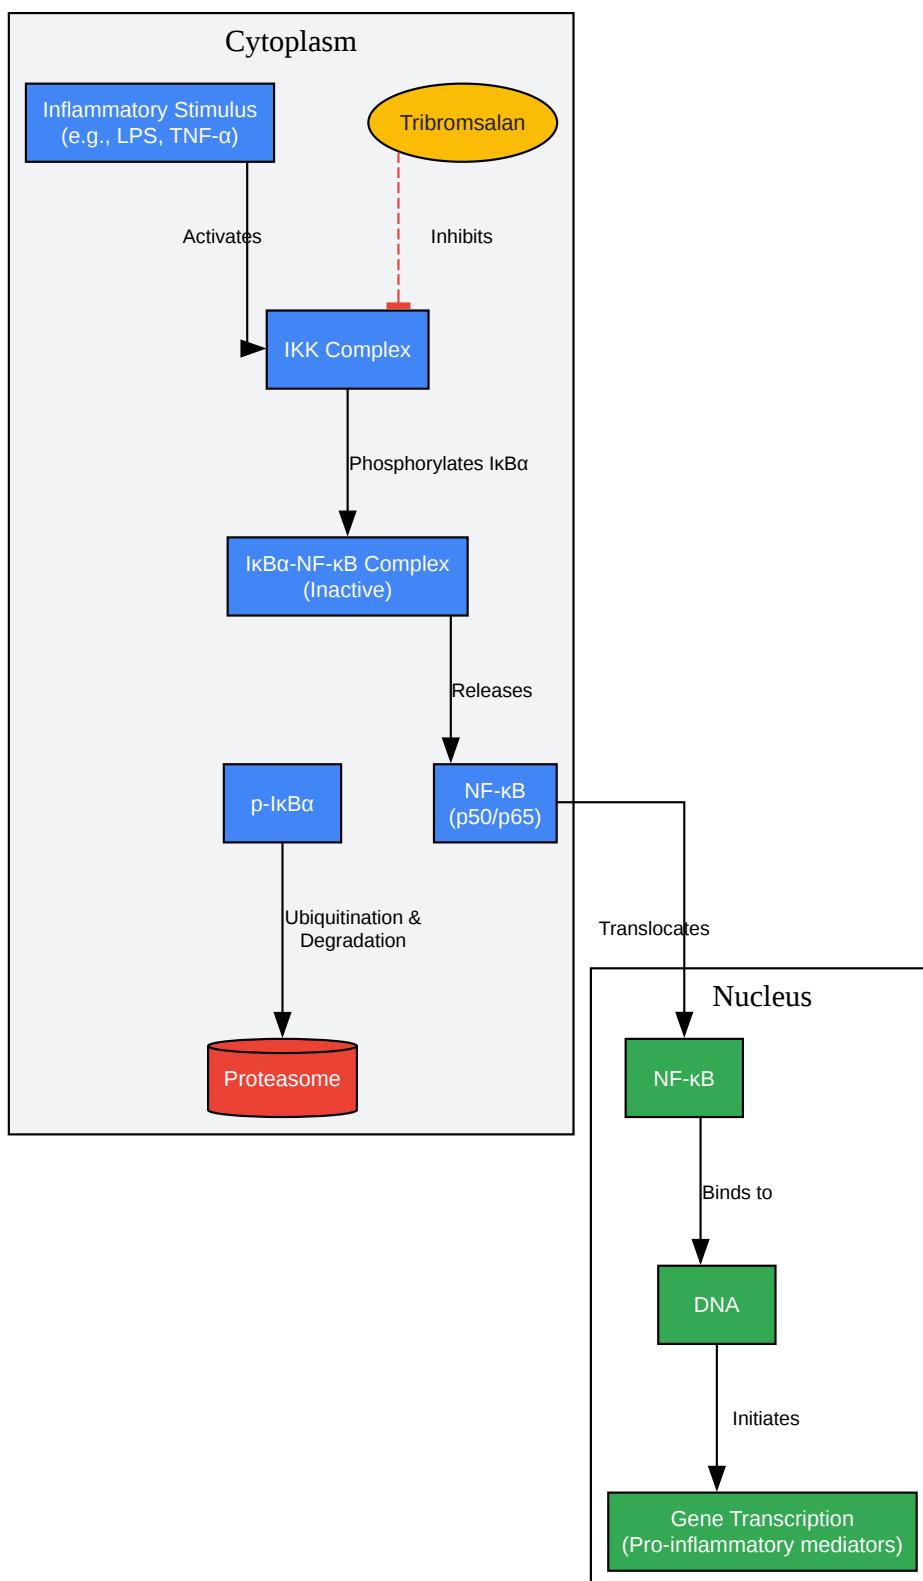 Cytoplasm
Inflammatory Stimulus
(e.g., LPS, TNF-α)
Tribromsalan
Activates
Inhibits
IKK Complex
Phosphorylates IκBα
IκBα-NF-κB Complex
(Inactive)
Releases
p-IκBα
NF-κB
(p50/p65)
Ubiquitination &
Degradation
Translocates
Proteasome
Nucleus
NF-κB
Binds to
DNA
Initiates
Gene Transcription
(Pro-inflammatory mediators)